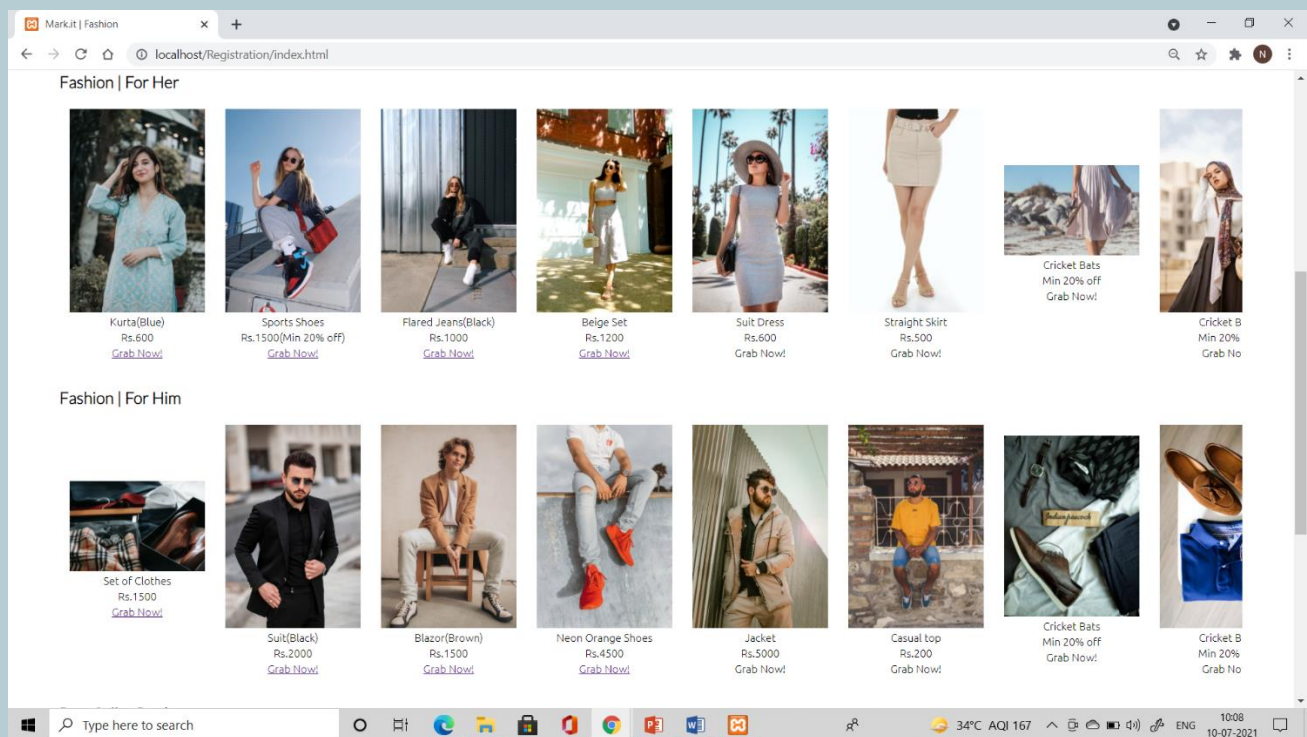 Mark.it | Fashion
localhost/Registration/index.html
N
Fashion | For Her
Kurta(Blue)
Rs.600
Grab Now!
Sports Shoes
Rs.1500(Min 20% off)
Grab Now!
Flared Jeans(Black)
Rs.1000
Grab Now!
Beige Set
Rs.1200
Grab Now!
Suit Dress
Rs.600
Grab Now!
Straight Skirt
Rs.500
Grab Now!
Cricket Bats
Min 20% off
Grab Now!
Cricket B
Min 20%
Grab No
Fashion | For Him
Set of Clothes
Rs.1500
Grab Now!
Suit(Black)
Rs.2000
Grab Now!
Blazor(Brown)
Rs.1500
Grab Now!
Neon Orange Shoes
Rs.4500
Grab Now!
Jacket
Rs.5000
Grab Now!
Casual top
Rs.200
Grab Now!
Indian peacock
Cricket Bats
Min 20% off
Grab Now!
Cricket B
Min 20%
Grab No
Type here to search
34°C AQI 167
ENG
10:08
10-07-2021